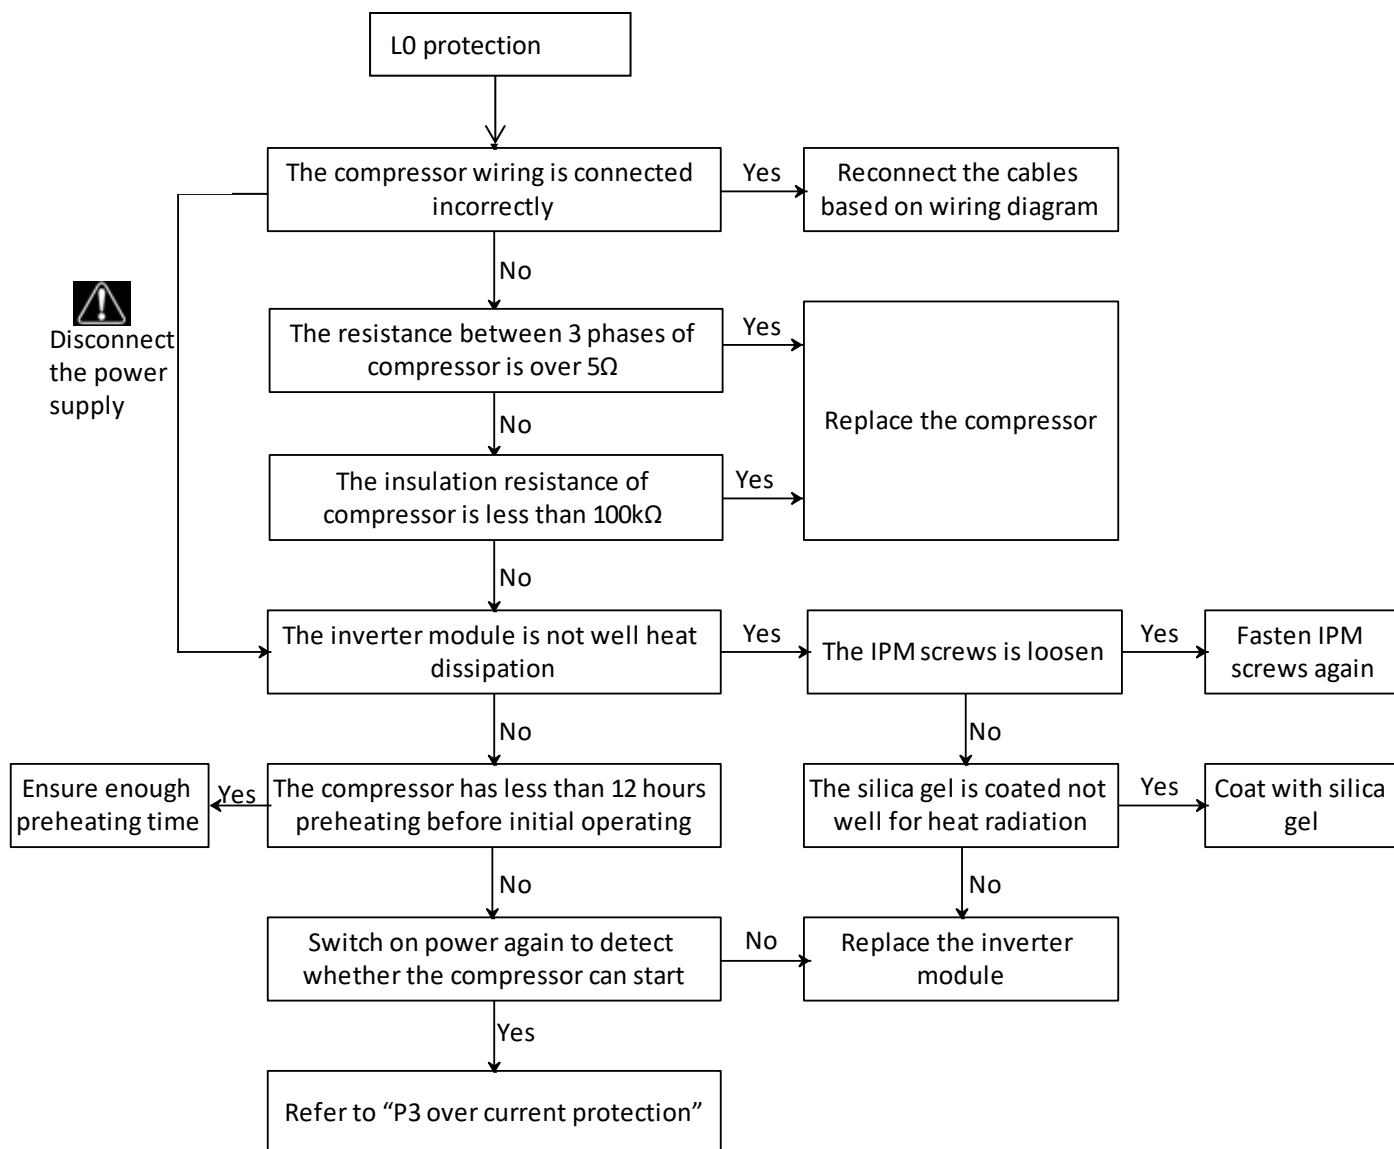 L0 protection
The compressor wiring is connected
incorrectly
Yes
Reconnect the cables
based on wiring diagram
No
Disconnect
the power
supply
The resistance between 3 phases of
compressor is over 5Ω
Yes
Replace the compressor
No
The insulation resistance of
compressor is less than 100kΩ
Yes
No
The inverter module is not well heat
dissipation
Yes
The IPM screws is loosen
Yes
Fasten IPM
screws again
No
No
Ensure enough
preheating time
Yes
The compressor has less than 12 hours
preheating before initial operating
The silica gel is coated not
well for heat radiation
Yes
Coat with silica
gel
No
No
Switch on power again to detect
whether the compressor can start
No
Replace the inverter
module
Yes
Refer to “P3 over current protection”